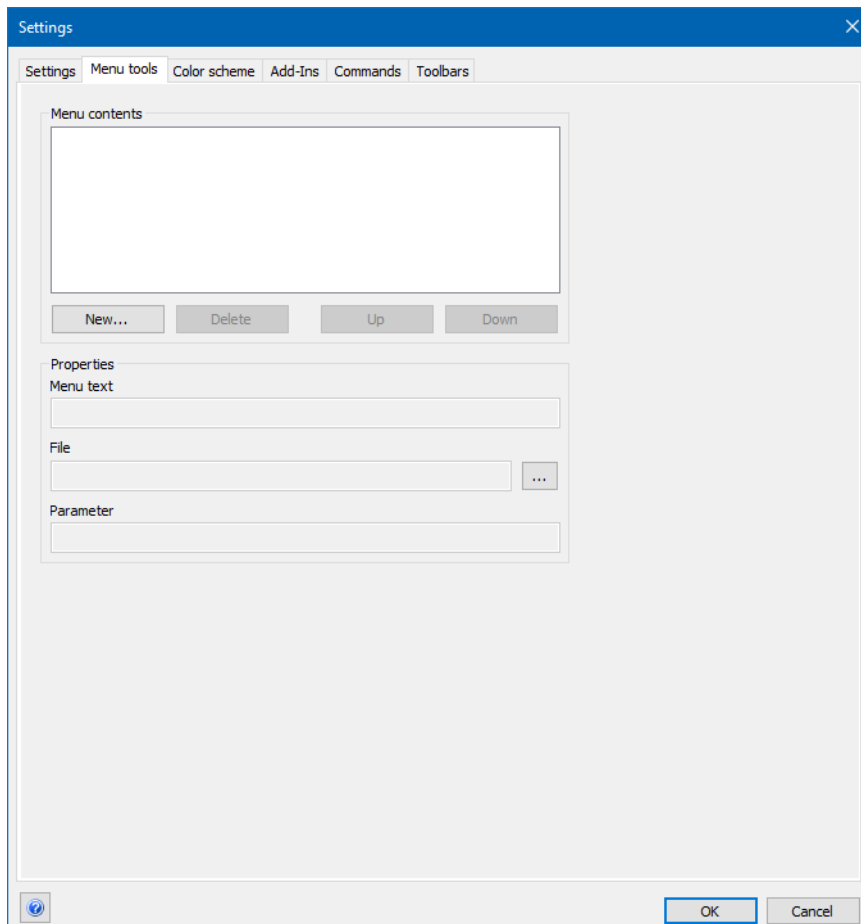 Settings
Settings Menu tools Color scheme Add-Ins Commands Toolbars
Menu contents
New... Delete Up Down
Properties
Menu text
File
...
Parameter
OK Cancel